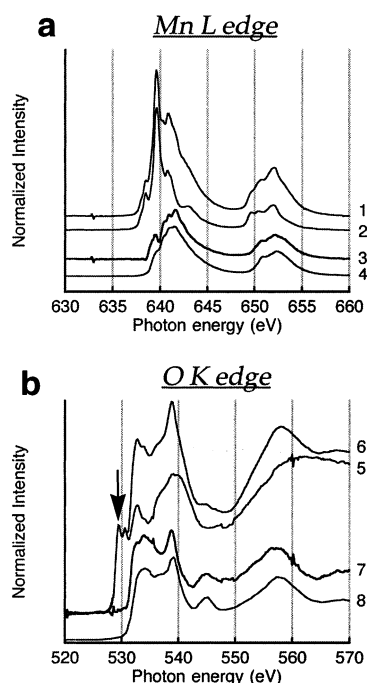 a
Mn L edge
Normalized Intensity
1
2
3
4
630 635 640 645 650 655 660
Photon energy (eV)
b
O K edge
Normalized Intensity
6
5
7
8
520 530 540 550 560 570
Photon energy (eV)